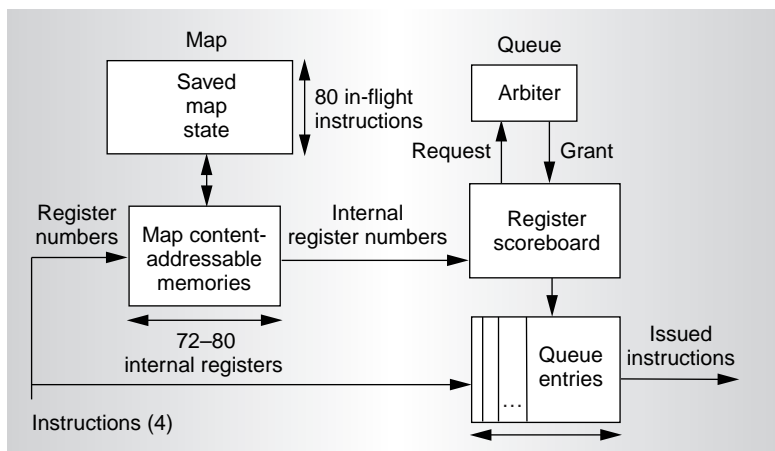 Map
Saved
map
state
80 in-flight
instructions
Queue
Arbiter
Request
Grant
Register
numbers
Map content-
addressable
memories
Internal
register numbers
Register
scoreboard
72–80
internal registers
Queue
entries
...
Issued
instructions
Instructions (4)